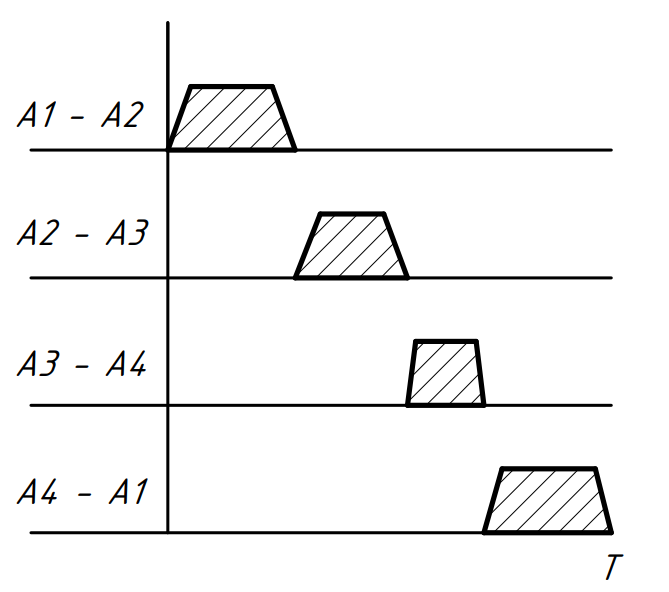 A1 - A2
A2 - A3
A3 - A4
A4 - A1
T